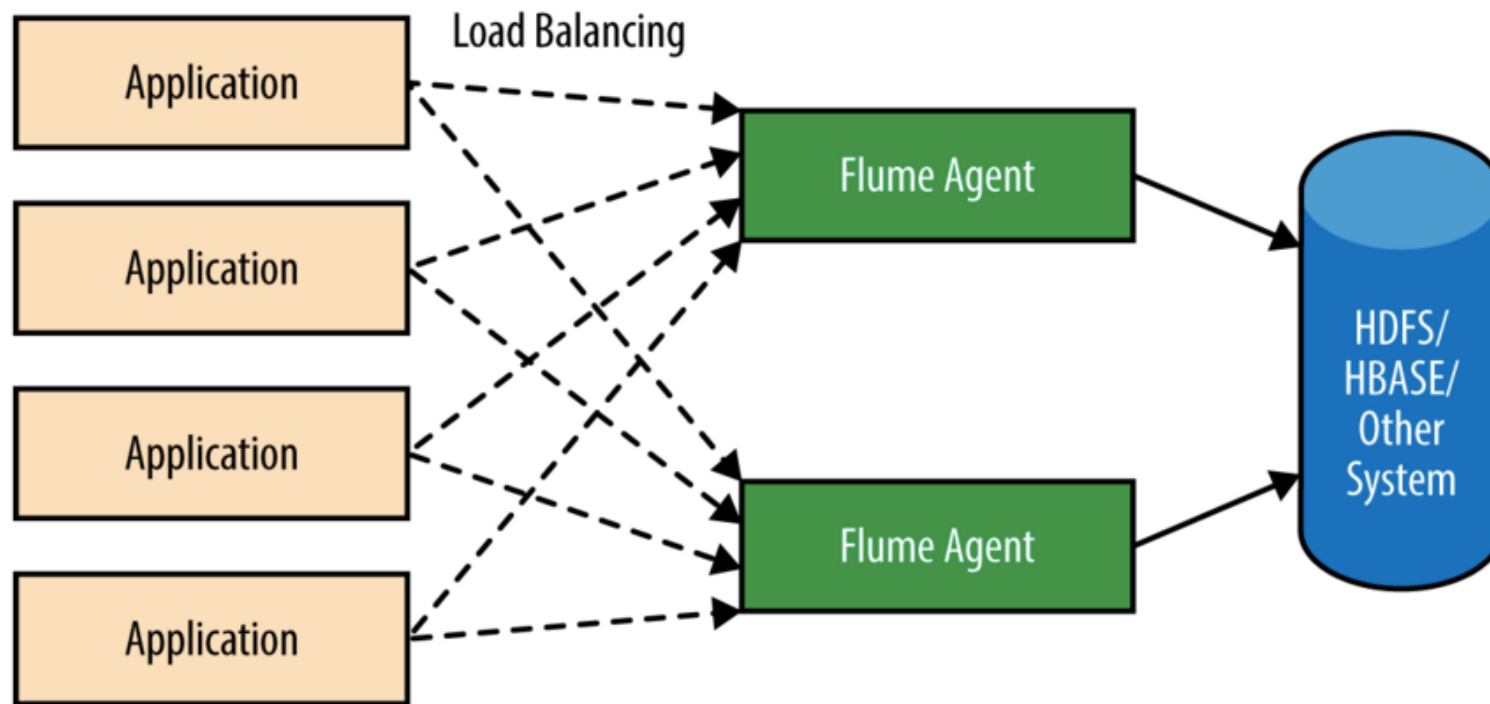 Load Balancing
Application
Application
Application
Application
Flume Agent
Flume Agent
HDFS/
HBASE/
Other
System